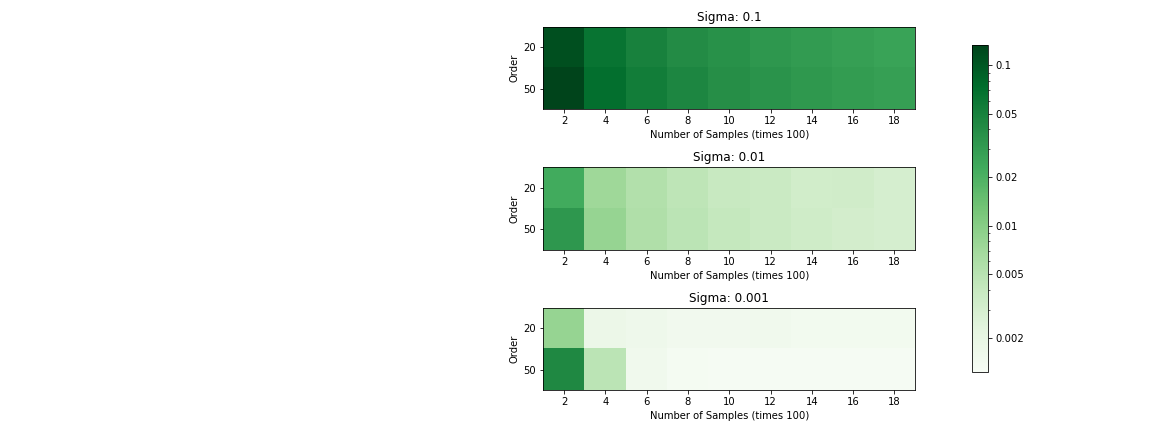 Sigma: 0.1
20
50
Order
2 4 6 8 10 12 14 16 18
Number of Samples (times 100)
Sigma: 0.01
20
50
Order
2 4 6 8 10 12 14 16 18
Number of Samples (times 100)
Sigma: 0.001
20
50
Order
2 4 6 8 10 12 14 16 18
Number of Samples (times 100)
0.1
0.05
0.02
0.01
0.005
0.002